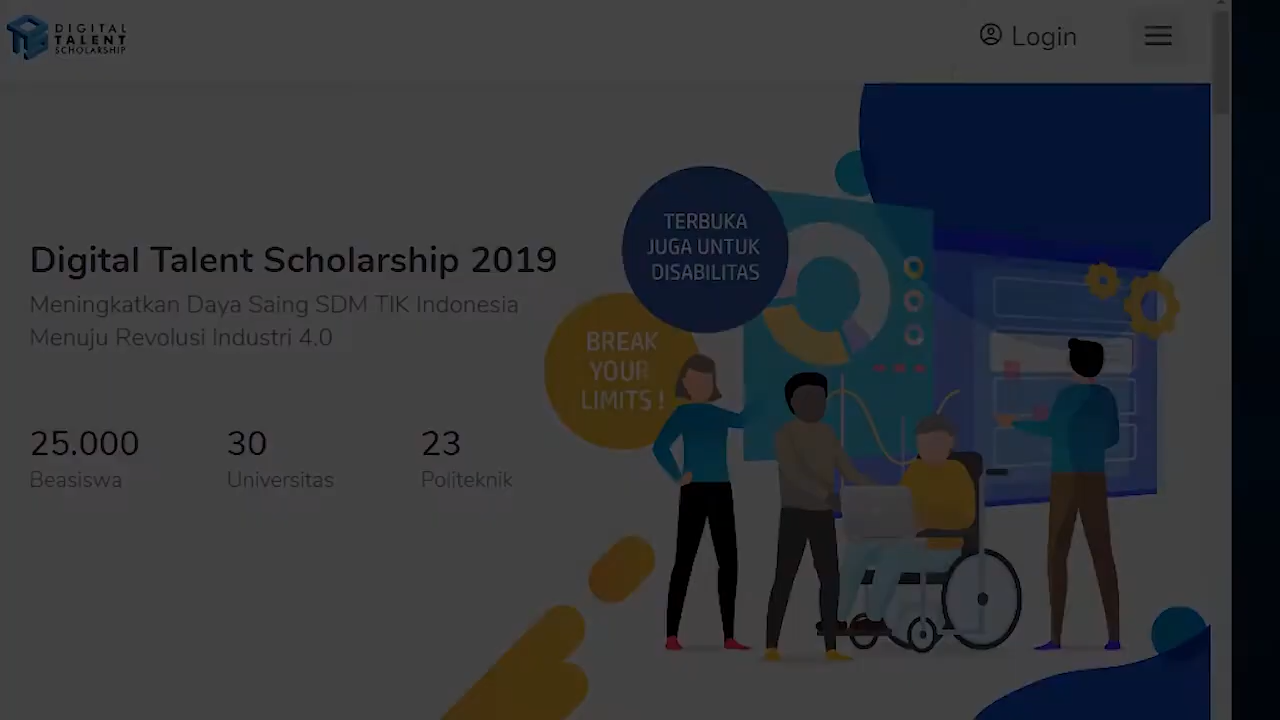 DIGITAL
TALENT
SCHOLARSHIP
Login
Digital Talent Scholarship 2019
Meningkatkan Daya Saing SDM TIK Indonesia
Menuju Revolusi Industri 4.0
25.000
Beasiswa
30
Universitas
23
Politeknik
TERBUKA
JUGA UNTUK
DISABILITAS
BREAK
YOUR
LIMITS !